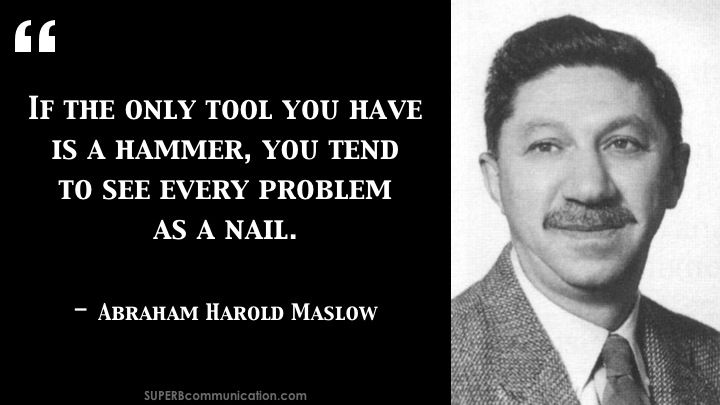 “
If the only tool you have
is a hammer, you tend
to see every problem
as a nail.
– Abraham Harold Maslow
SUPERBcommunication.com